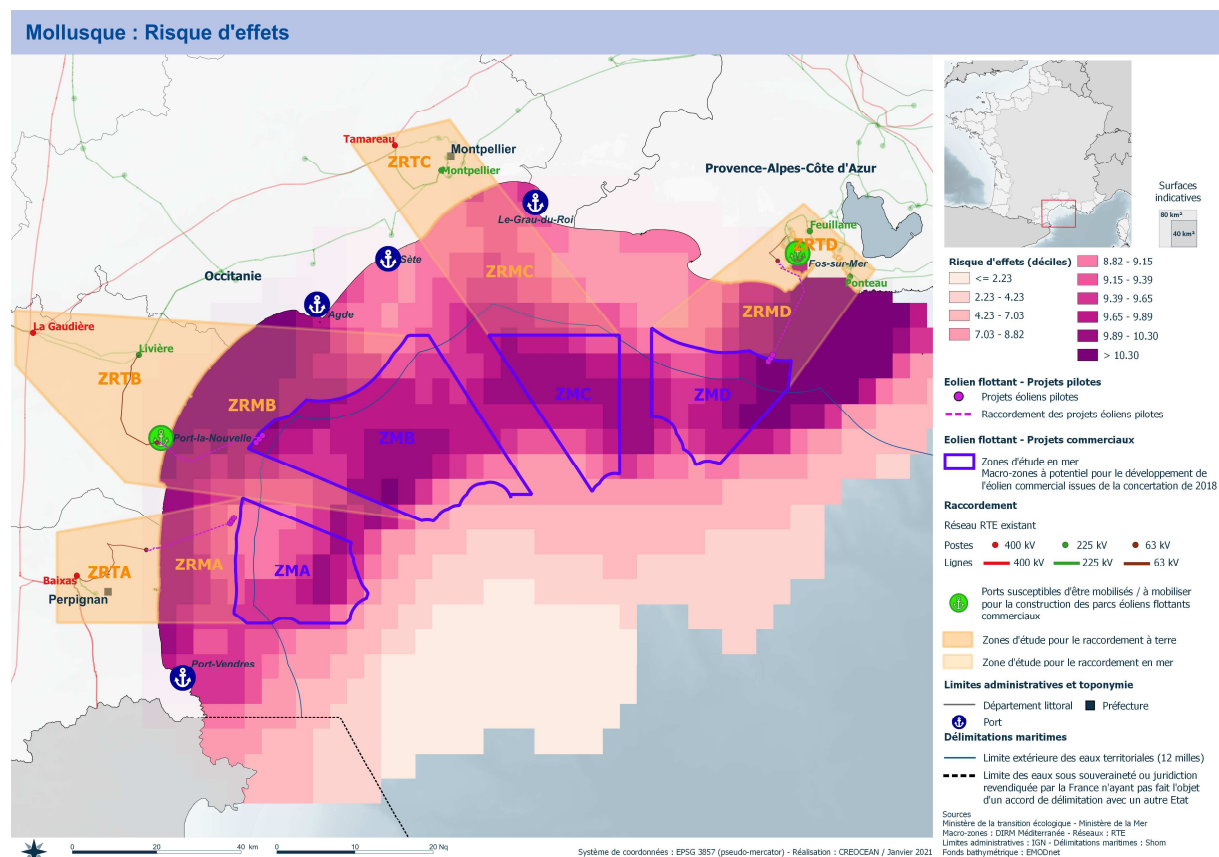 Mollusque : Risque d'effets
Tamareau
ZRTC
Montpellier
Montpellier
Provence-Alpes-Côte d'Azur
Le-Grau-du-Roi
Feuillane
ZRTD
Fos-sur-Mer
Ponteau
Sète
ZRMC
Occitanie
Agde
ZRMD
La Gaudière
Livière
ZRTB
ZRMB
ZMC
ZMD
Port-la-Nouvelle
ZMB
ZRMA
ZMA
ZRTA
Baixas
Perpignan
Port-Vendres
0 20 40 km
0 10 20 Nq
Système de coordonnées : EPSG 3857 (pseudo-mercator) - Réalisation : CREOCEAN / Janvier 2021
Surfaces
indicatives
80 km²
40 km²
Risque d'effets (déciles)
<= 2.23
2.23 - 4.23
4.23 - 7.03
7.03 - 8.82
8.82 - 9.15
9.15 - 9.39
9.39 - 9.65
9.65 - 9.89
9.89 - 10.30
> 10.30
Eolien flottant - Projets pilotes
Projets éoliens pilotes
Raccordement des projets éoliens pilotes
Eolien flottant - Projets commerciaux
Zones d'étude en mer
Macro-zones à potentiel pour le développement de
l'éolien commercial issues de la concertation de 2018
Raccordement
Réseau RTE existant
Postes 400 kV 225 kV 63 kV
Lignes 400 kV 225 kV 63 kV
Ports susceptibles d'être mobilisés / à mobiliser
pour la construction des parcs éoliens flottants
commerciaux
Zones d'étude pour le raccordement à terre
Zone d'étude pour le raccordement en mer
Limites administratives et toponymie
Département littoral Préfecture
Port
Délimitations maritimes
Limite extérieure des eaux territoriales (12 milles)
Limite des eaux sous souveraineté ou juridiction
revendiquée par la France n'ayant pas fait l'objet
d'un accord de délimitation avec un autre Etat
Sources
Ministère de la transition écologique - Ministère de la Mer
Macro-zones : DIRM Méditerranée - Réseaux : RTE
Limites administratives : IGN - Délimitations maritimes : Shom
Fonds bathymétrique : EMODnet